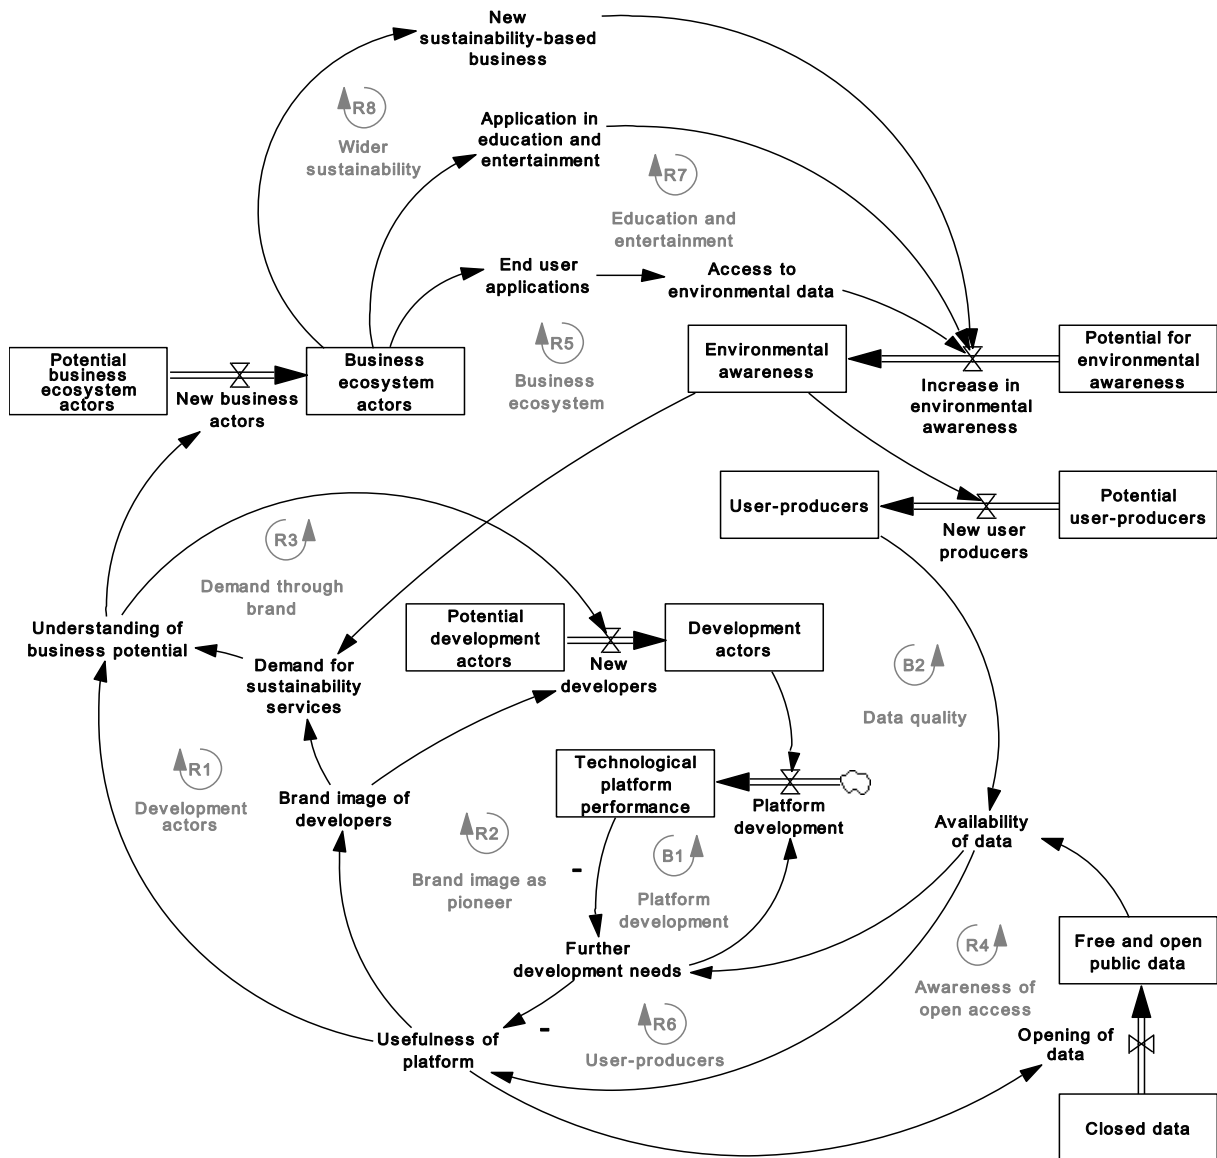 New
sustainability-based
business
R8
Wider
sustainability
Application in
education and
entertainment
R7
Education and
entertainment
End user
applications
Access to
environmental data
R5
Business
ecosystem
Potential
business
ecosystem
actors
New business
actors
Business
ecosystem
actors
Environmental
awareness
Increase in
environmental
awareness
Potential for
environmental
awareness
User-producers
New user
producers
Potential
user-producers
R3
Demand through
brand
Understanding of
business potential
Demand for
sustainability
services
Potential
development
actors
New
developers
Development
actors
B2
Data quality
R1
Development
actors
Brand image of
developers
R2
Brand image as
pioneer
Technological
platform
performance
Platform
development
B1
Platform
development
-
Availability
of data
Further
development needs
R4
Awareness of
open access
Free and open
public data
Usefulness of
platform
-
R6
User-producers
Opening of
data
Closed data